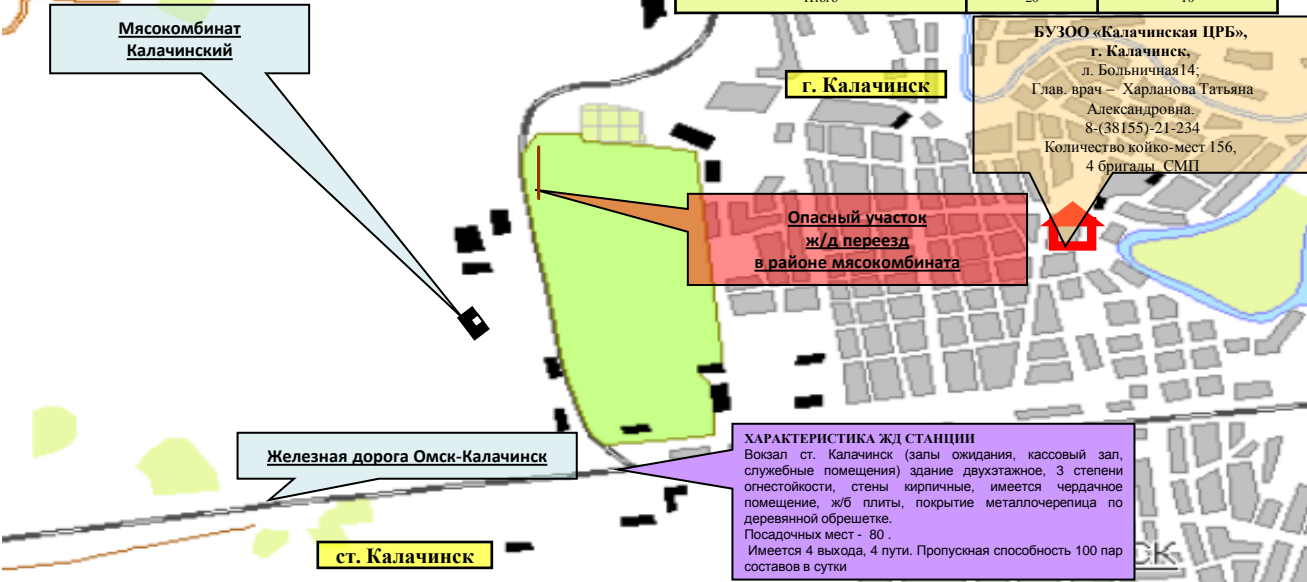 Итого 20 10
Мясокомбинат
Калачинский
г. Калачинск
БУЗОО «Калачинская ЦРБ»,
г. Калачинск,
л. Больничная14;
Глав. врач – Харланова Татьяна
Александровна.
8-(38155)-21-234
Количество койко-мест 156,
4 бригады СМП
Опасный участок
ж/д переезд
в районе мясокомбината
Железная дорога Омск-Калачинск
ХАРАКТЕРИСТИКА ЖД СТАНЦИИ
Вокзал ст. Калачинск (залы ожидания, кассовый зал,
служебные помещения) здание двухэтажное, 3 степени
огнестойкости, стены кирпичные, имеется чердачное
помещение, ж/б плиты, покрытие металлочерепица по
деревянной обрешетке.
Посадочных мест - 80 .
Имеется 4 выхода, 4 пути. Пропускная способность 100 пар
составов в сутки
ст. Калачинск
СК